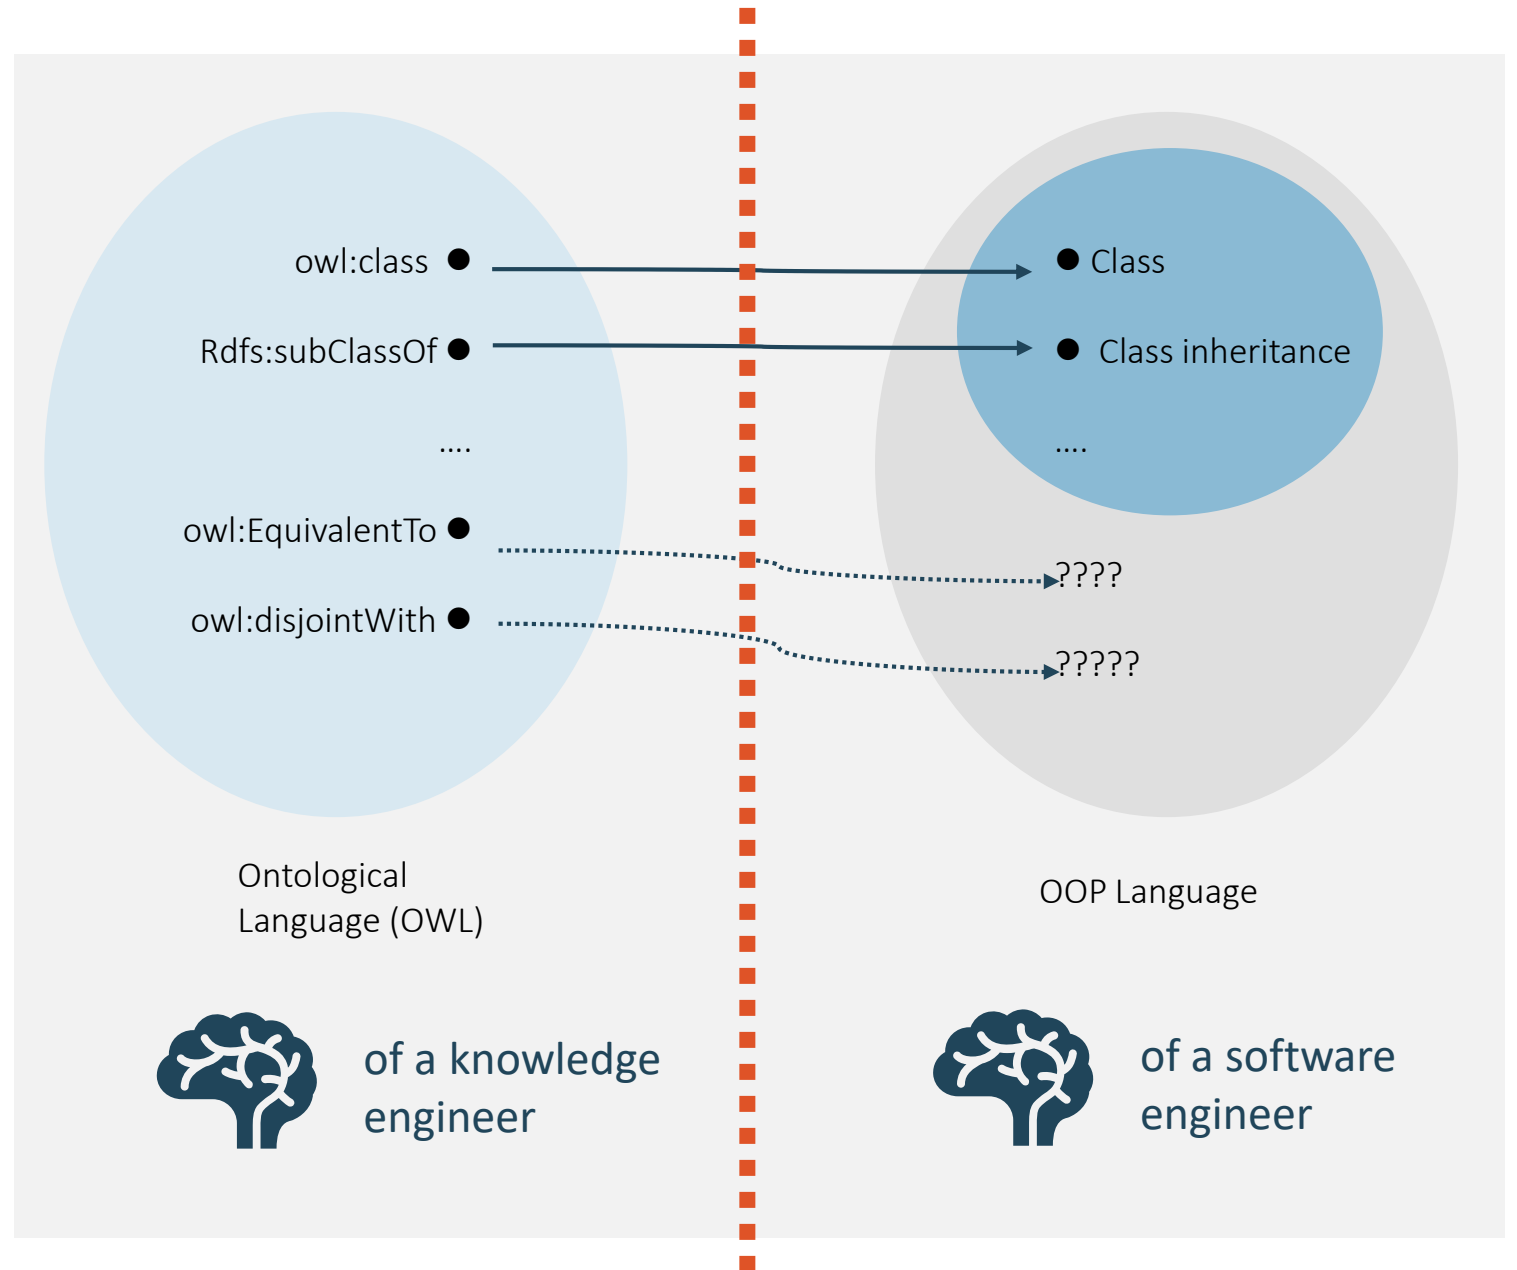 owl:class
Class
Rdfs:subClassOf
Class inheritance
....
....
owl:EquivalentTo
????
owl:disjointWith
?????
Ontological
Language (OWL)
OOP Language
of a knowledge
engineer
of a software
engineer